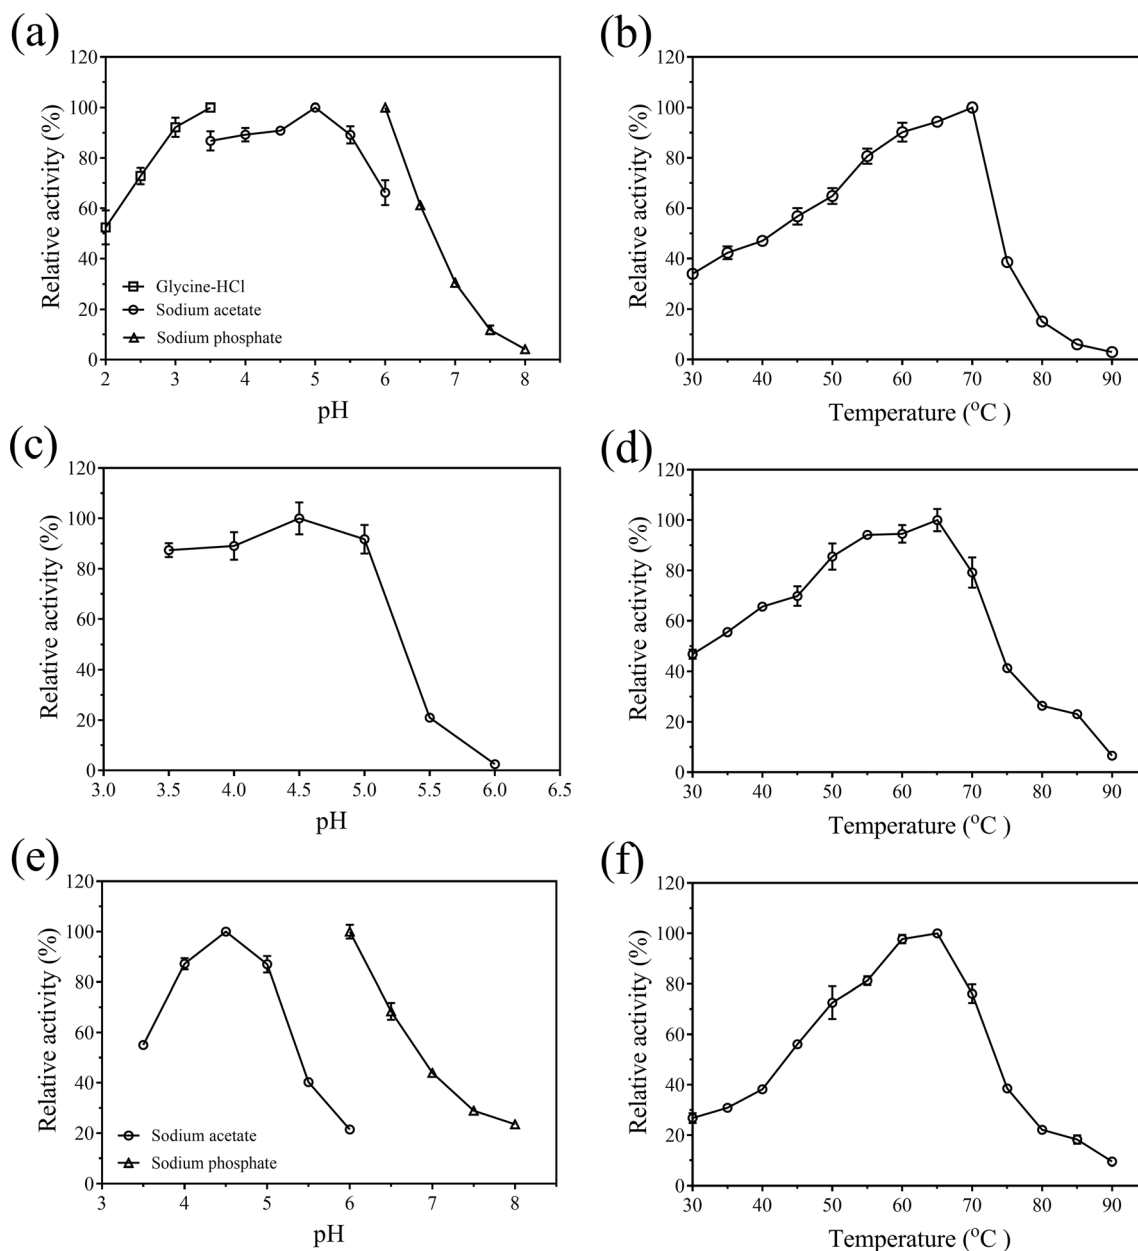 (a)
Relative activity (%)
120
100
80
60
40
20
0
Glycine-HCl
Sodium acetate
Sodium phosphate
2 3 4 5 6 7 8
pH
(b)
Relative activity (%)
120
100
80
60
40
20
0
30 40 50 60 70 80 90
Temperature (°C )
(c)
Relative activity (%)
120
100
80
60
40
20
0
3.0 3.5 4.0 4.5 5.0 5.5 6.0 6.5
pH
(d)
Relative activity (%)
120
100
80
60
40
20
0
30 40 50 60 70 80 90
Temperature (°C )
(e)
Relative activity (%)
120
100
80
60
40
20
0
Sodium acetate
Sodium phosphate
3 4 5 6 7 8
pH
(f)
Relative activity (%)
120
100
80
60
40
20
0
30 40 50 60 70 80 90
Temperature (°C )